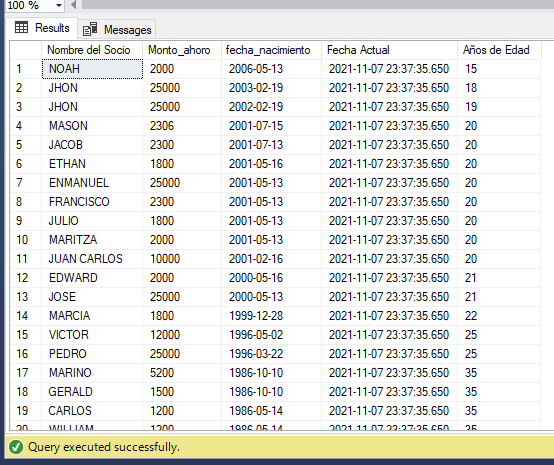 100 %
Results Messages
Nombre del Socio Monto_ahoro fecha_nacimiento Fecha Actual Años de Edad
1 NOAH 2000 2006-05-13 2021-11-07 23:37:35.650 15
2 JHON 25000 2003-02-19 2021-11-07 23:37:35.650 18
3 JHON 25000 2002-02-19 2021-11-07 23:37:35.650 19
4 MASON 2306 2001-07-15 2021-11-07 23:37:35.650 20
5 JACOB 2300 2001-07-13 2021-11-07 23:37:35.650 20
6 ETHAN 1800 2001-05-16 2021-11-07 23:37:35.650 20
7 ENMANUEL 25000 2001-05-13 2021-11-07 23:37:35.650 20
8 FRANCISCO 2300 2001-05-13 2021-11-07 23:37:35.650 20
9 JULIO 1800 2001-05-13 2021-11-07 23:37:35.650 20
10 MARITZA 2000 2001-05-13 2021-11-07 23:37:35.650 20
11 JUAN CARLOS 10000 2001-02-16 2021-11-07 23:37:35.650 20
12 EDWARD 2000 2000-05-16 2021-11-07 23:37:35.650 21
13 JOSE 25000 2000-05-13 2021-11-07 23:37:35.650 21
14 MARCIA 1800 1999-12-28 2021-11-07 23:37:35.650 22
15 VICTOR 12000 1996-05-02 2021-11-07 23:37:35.650 25
16 PEDRO 25000 1996-03-22 2021-11-07 23:37:35.650 25
17 MARINO 5200 1986-10-10 2021-11-07 23:37:35.650 35
18 GERALD 1500 1986-10-10 2021-11-07 23:37:35.650 35
19 CARLOS 1200 1986-05-14 2021-11-07 23:37:35.650 35
20 WILLIAM 1200 1986-05-14 2021-11-07 23:37:35.650 35
Query executed successfully.